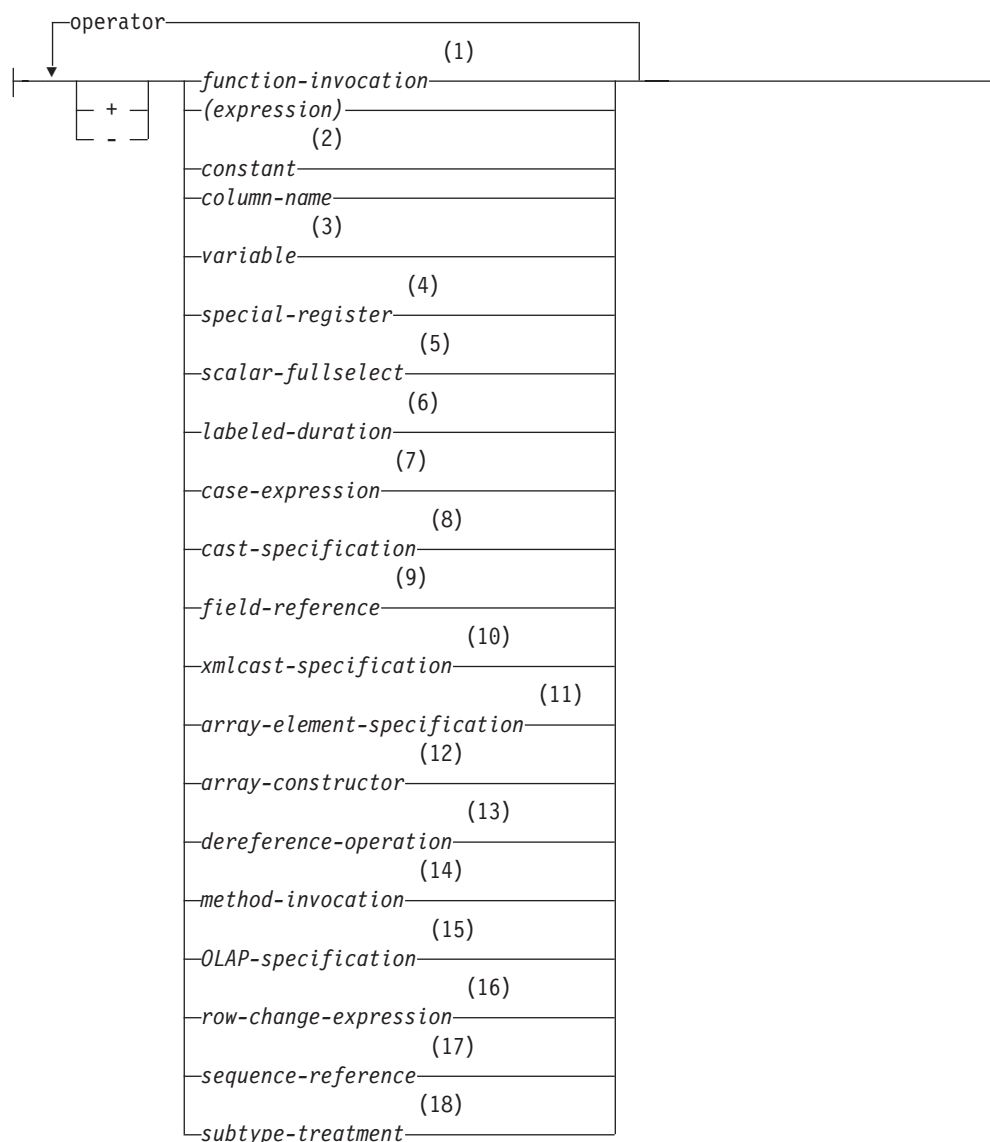 operator
(1)
function-invocation
+
(expression)
-
(2)
constant
column-name
(3)
variable
(4)
special-register
(5)
scalar-fullselect
(6)
labeled-duration
(7)
case-expression
(8)
cast-specification
(9)
field-reference
(10)
xmlcast-specification
(11)
array-element-specification
(12)
array-constructor
(13)
dereference-operation
(14)
method-invocation
(15)
OLAP-specification
(16)
row-change-expression
(17)
sequence-reference
(18)
subtype-treatment